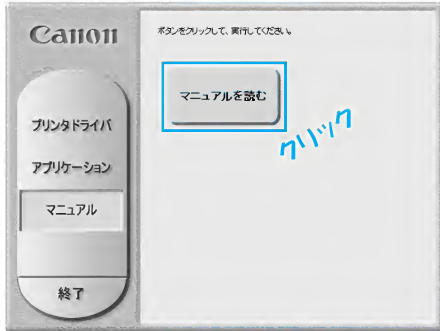 Canon
プリンタドライバ
アプリケーション
マニュアル
終了
ボタンをクリックして、実行してください。
マニュアルを読む
クリック